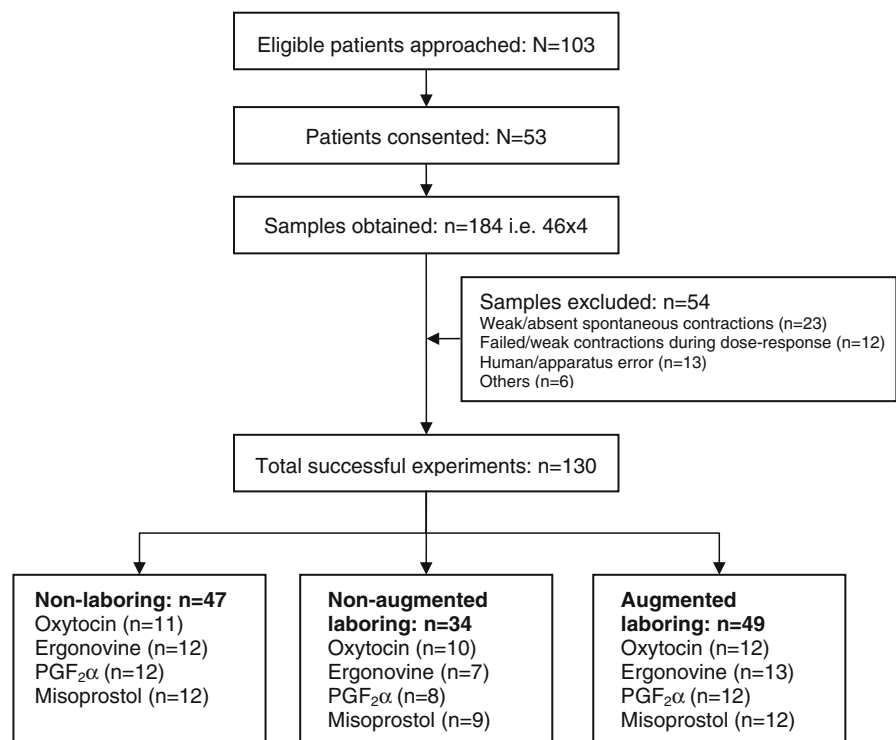 Eligible patients approached: N=103
Patients consented: N=53
Samples obtained: n=184 i.e. 46x4
Samples excluded: n=54
Weak/absent spontaneous contractions (n=23)
Failed/weak contractions during dose-response (n=12)
Human/apparatus error (n=13)
Others (n=6)
Total successful experiments: n=130
Non-laboring: n=47
Oxytocin (n=11)
Ergonovine (n=12)
PGF₂α (n=12)
Misoprostol (n=12)
Non-augmented
laboring: n=34
Oxytocin (n=10)
Ergonovine (n=7)
PGF₂α (n=8)
Misoprostol (n=9)
Augmented
laboring: n=49
Oxytocin (n=12)
Ergonovine (n=13)
PGF₂α (n=12)
Misoprostol (n=12)